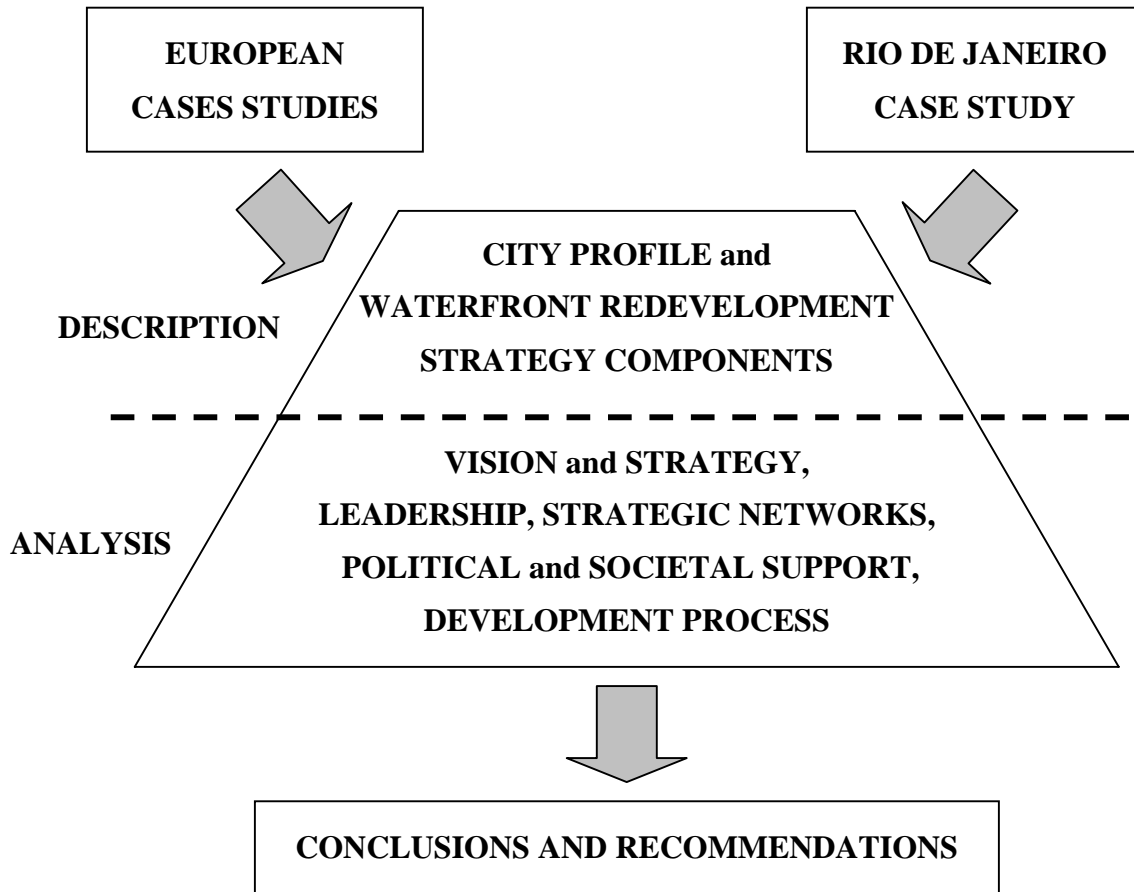 EUROPEAN
CASES STUDIES
RIO DE JANEIRO
CASE STUDY
CITY PROFILE and
WATERFRONT REDEVELOPMENT
STRATEGY COMPONENTS
DESCRIPTION
VISION and STRATEGY,
LEADERSHIP, STRATEGIC NETWORKS,
POLITICAL and SOCIETAL SUPPORT,
DEVELOPMENT PROCESS
ANALYSIS
CONCLUSIONS AND RECOMMENDATIONS